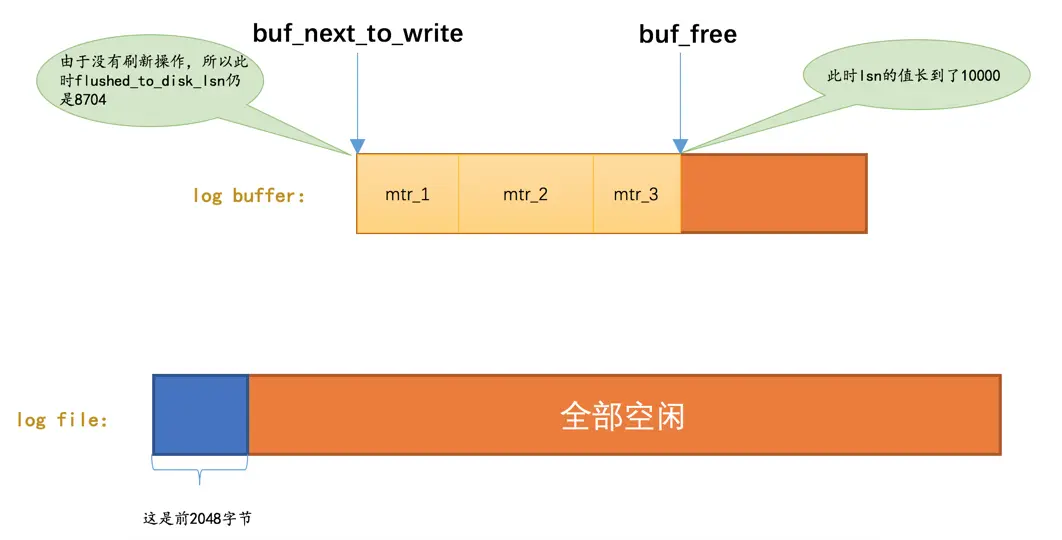 buf_next_to_write
buf_free
由于没有刷新操作，所以此
时flushed_to_disk_lsn仍
是8704
此时lsn的值长到了10000
log buffer：
mtr_1
mtr_2
mtr_3
log file：
全部空闲
这是前2048字节